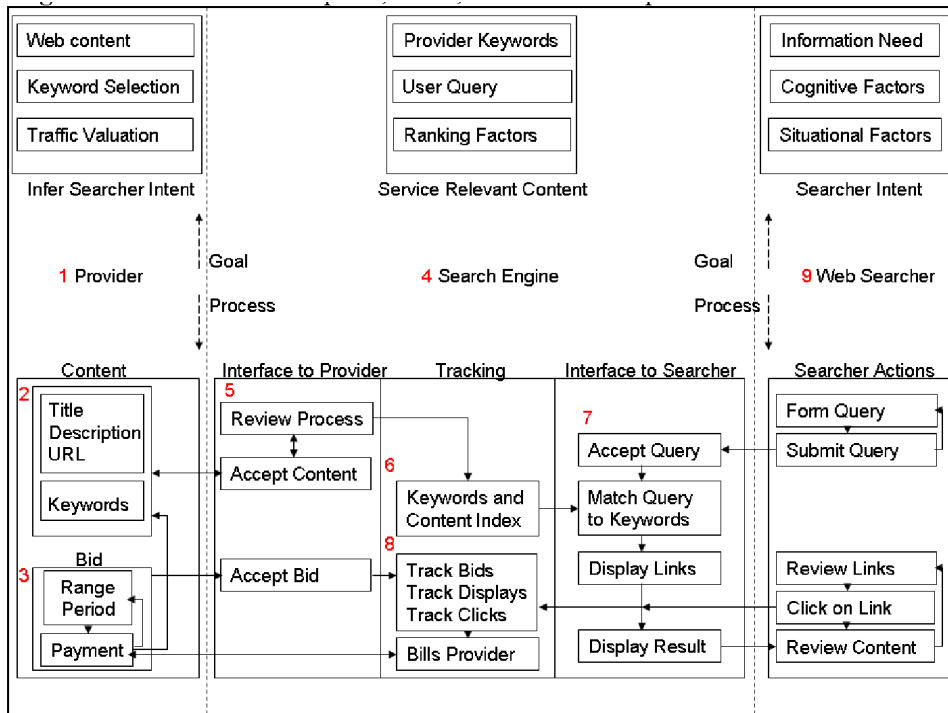 Web content
Keyword Selection
Traffic Valuation
Infer Searcher Intent
Provider Keywords
User Query
Ranking Factors
Service Relevant Content
Information Need
Cognitive Factors
Situational Factors
Searcher Intent
1 Provider
Goal
Process
4 Search Engine
Goal
Process
9 Web Searcher
Content
2
Title
Description
URL
Keywords
Bid
3
Range
Period
Payment
Interface to Provider
5
Review Process
Accept Content
Accept Bid
Tracking
6
Keywords and
Content Index
8
Track Bids
Track Displays
Track Clicks
Bills Provider
Interface to Searcher
7
Accept Query
Match Query
to Keywords
Display Links
Display Result
Searcher Actions
Form Query
Submit Query
Review Links
Click on Link
Review Content